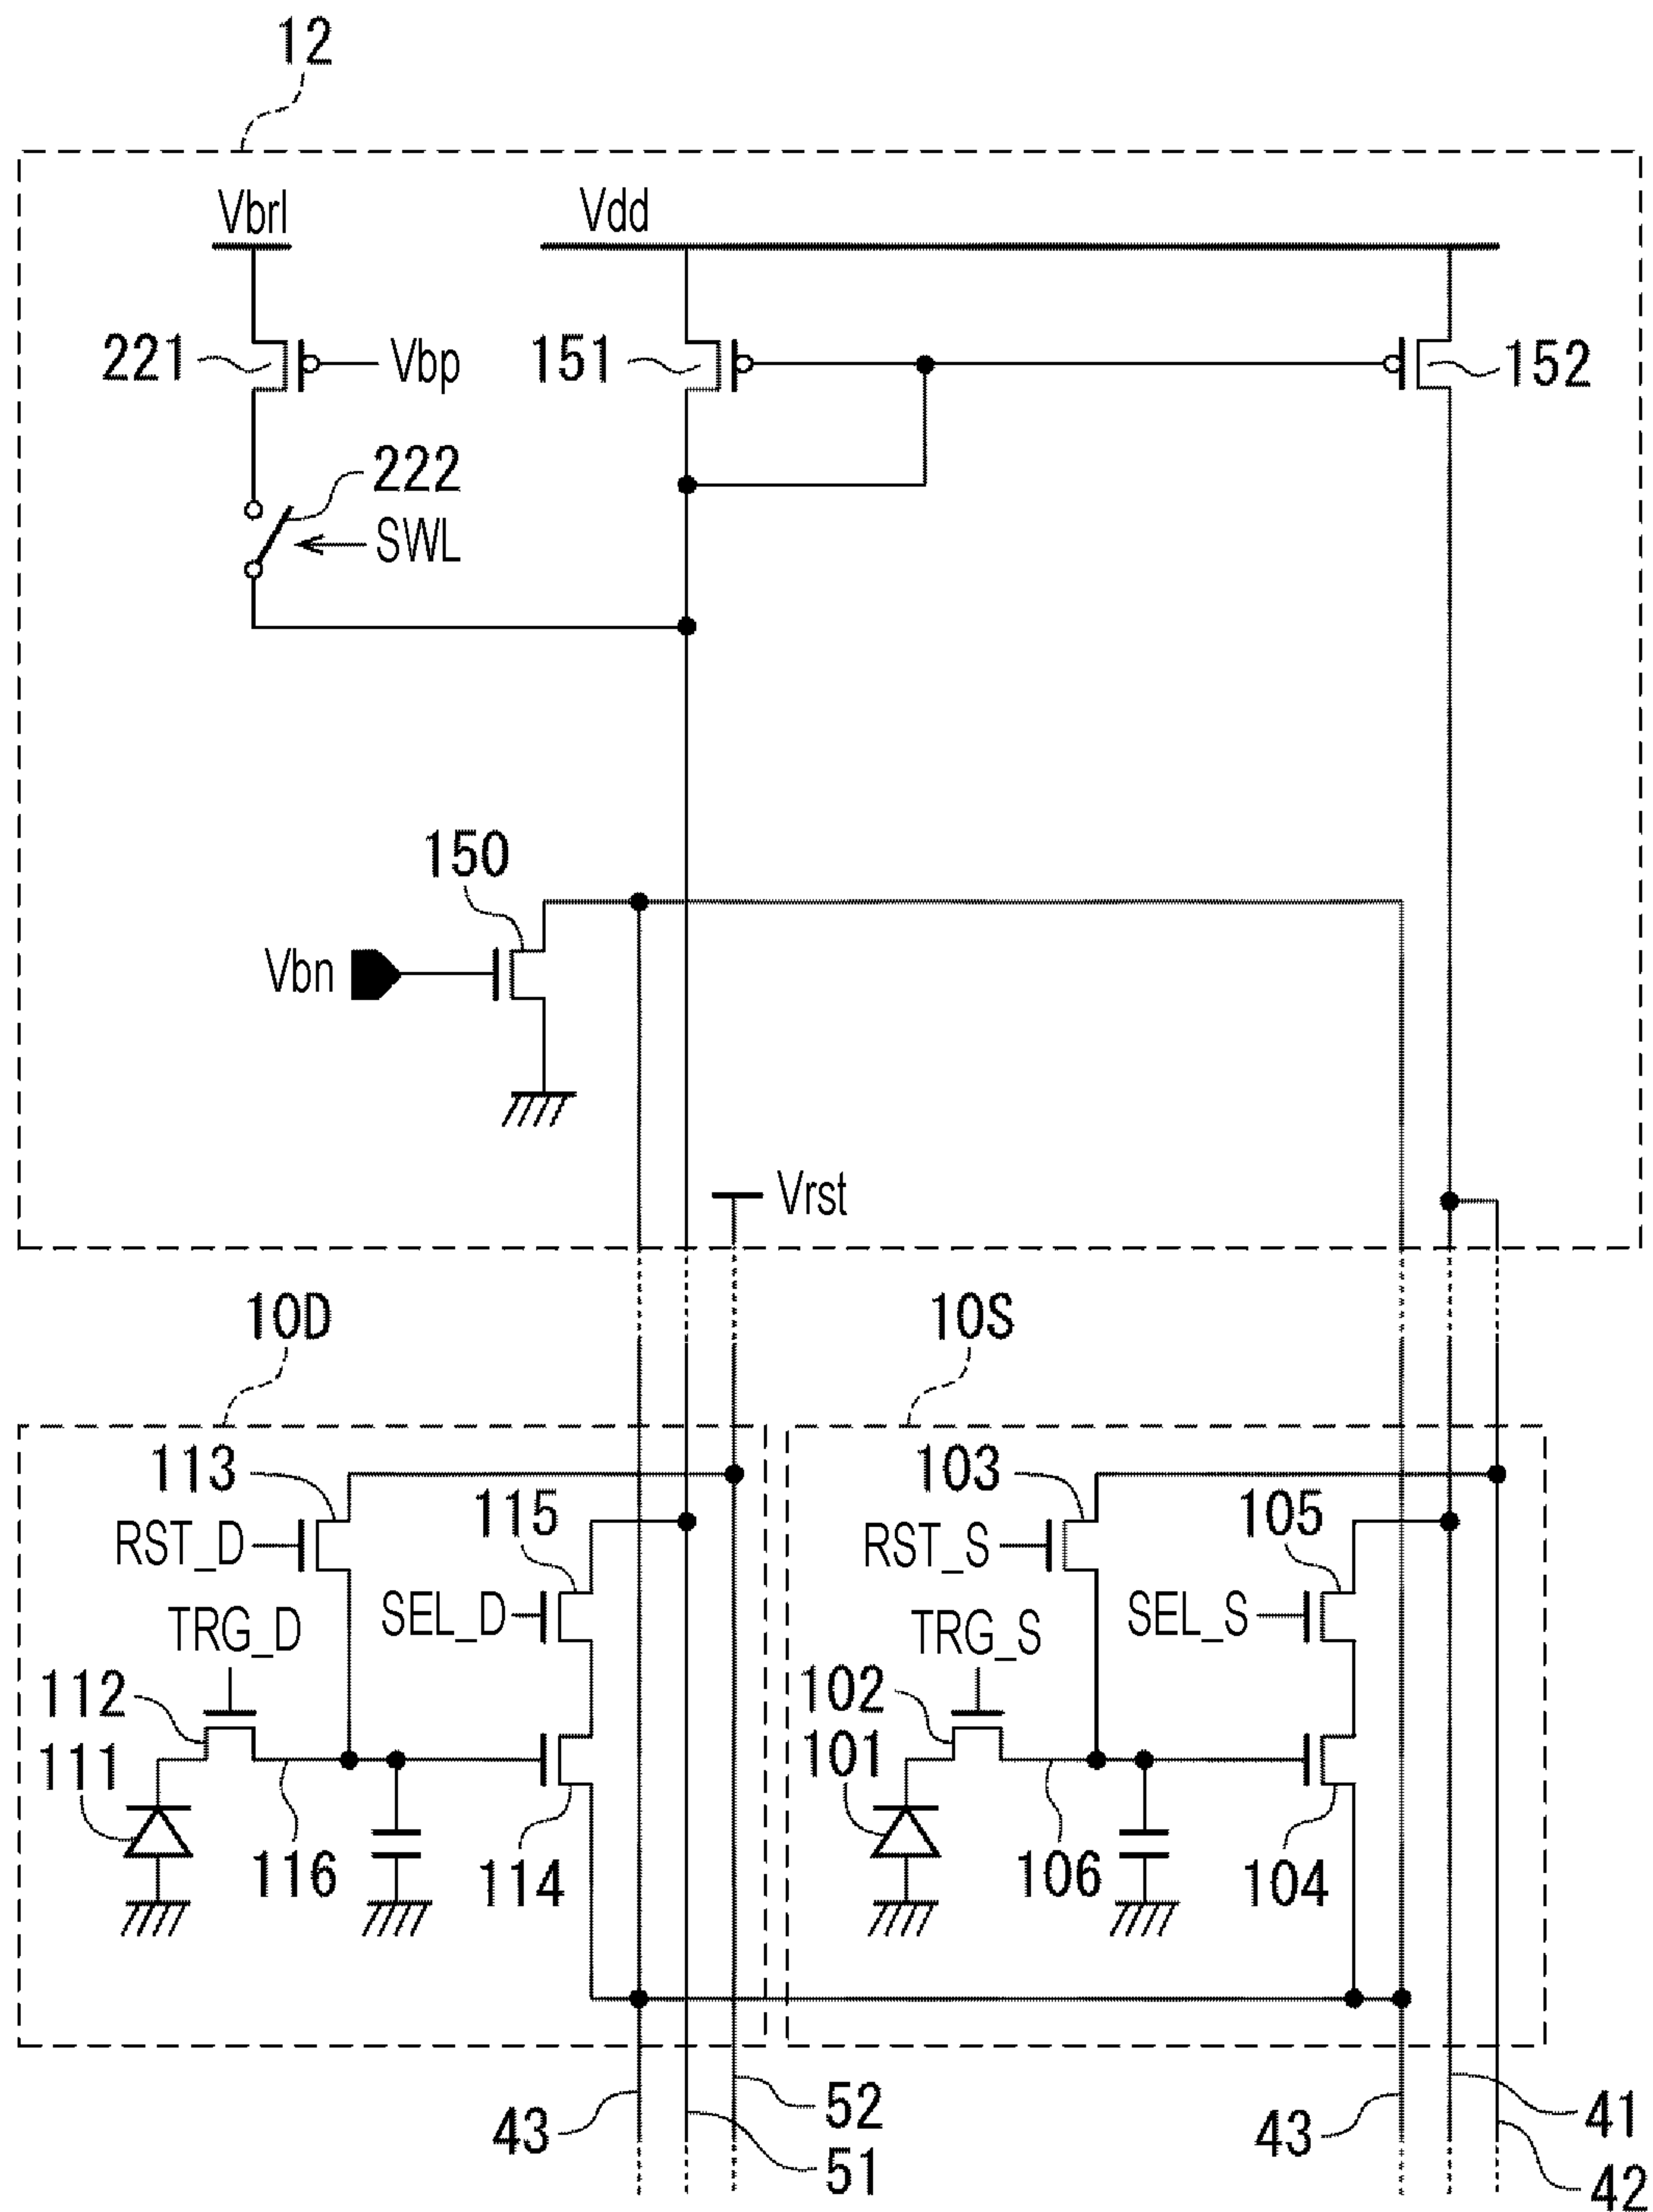 12
Vbrl
Vdd
221
Vbp
151
152
222
SWL
150
Vbn
Vrst
10D
10S
113
103
115
105
RST_D
RST_S
SEL_D
SEL_S
TRG_D
TRG_S
112
102
111
101
116
114
106
104
43
52
51
43
41
42